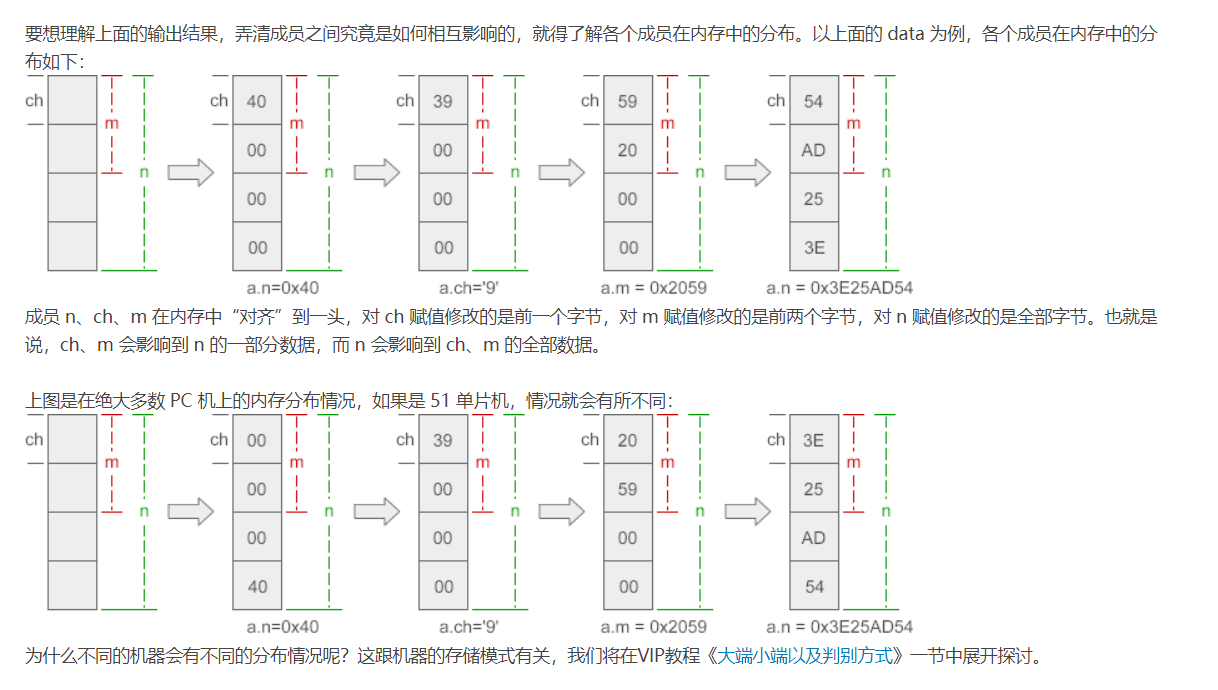 要想理解上面的输出结果，弄清成员之间究竟是如何相互影响的，就得了解各个成员在内存中的分布。以上面的 data 为例，各个成员在内存中的分
布如下：
ch m n ch 40 m n ch 39 m n ch 59 m n ch 54 m n
00 00 20 AD
00 00 00 25
00 00 00 3E
a.n=0x40 a.ch='9' a.m = 0x2059 a.n = 0x3E25AD54
成员 n、ch、m 在内存中“对齐”到一头，对 ch 赋值修改的是前一个字节，对 m 赋值修改的是前两个字节，对 n 赋值修改的是全部字节。也就是
说，ch、m 会影响到 n 的一部分数据，而 n 会影响到 ch、m 的全部数据。
上图是在绝大多数 PC 机上的内存分布情况，如果是 51 单片机，情况就会有所不同：
ch m n ch 00 m n ch 39 m n ch 20 m n ch 3E m n
00 00 59 25
00 00 00 AD
40 00 00 54
a.n=0x40 a.ch='9' a.m = 0x2059 a.n = 0x3E25AD54
为什么不同的机器会有不同的分布情况呢？这跟机器的存储模式有关，我们将在VIP教程《大端小端以及判别方式》一节中展开探讨。